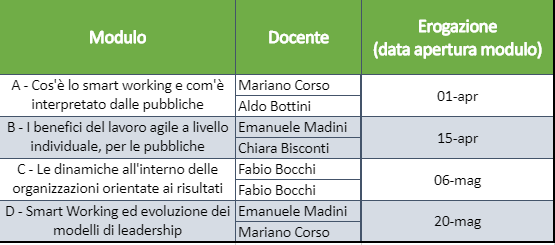 Modulo
Docente
Erogazione
(data apertura modulo)
A - Cos'è lo smart working e com'è
interpretato dalle pubbliche
Mariano Corso
Aldo Bottini
01-apr
B - I benefici del lavoro agile a livello
individuale, per le pubbliche
Emanuele Madini
Chiara Bisconti
15-apr
C - Le dinamiche all'interno delle
organizzazioni orientate ai risultati
Fabio Bocchi
Fabio Bocchi
06-mag
D - Smart Working ed evoluzione dei
modelli di leadership
Emanuele Madini
Mariano Corso
20-mag